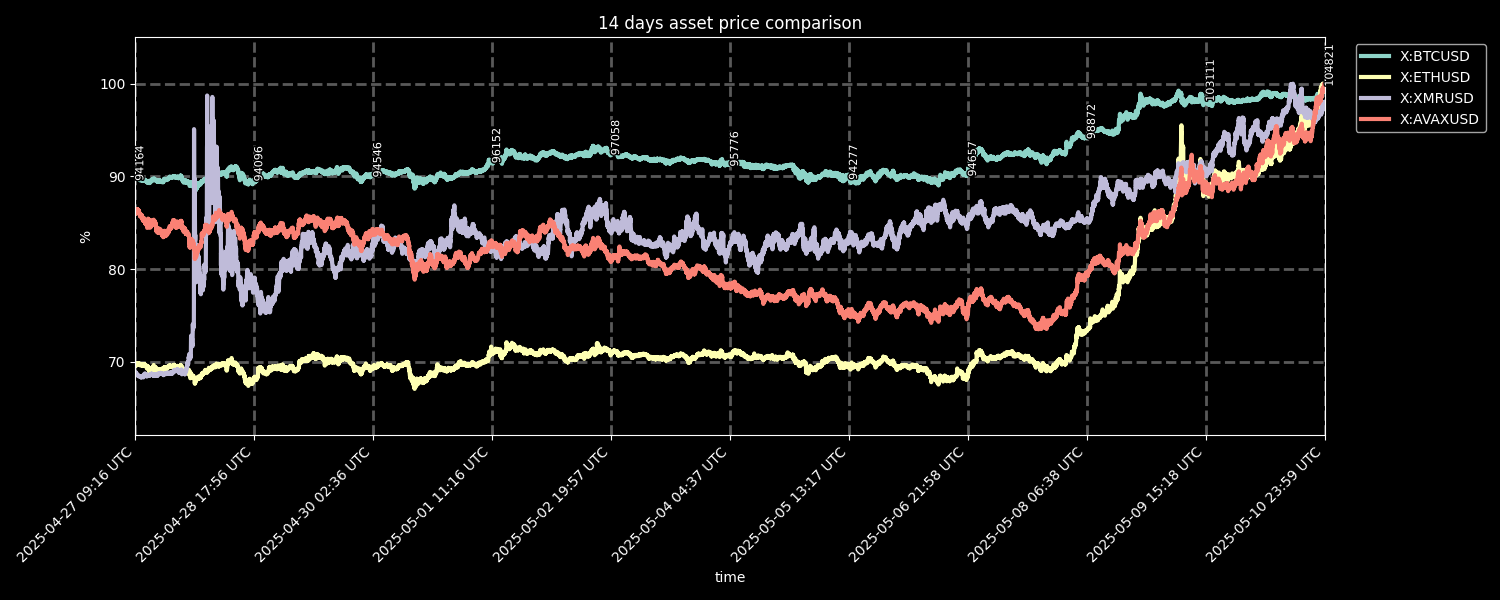 14 days asset price comparison
X:BTCUSD
X:ETHUSD
X:XMRUSD
X:AVAXUSD
100
90
80
70
%
94164
94096
94546
96152
97058
95776
94277
94657
98872
103111
104821
2025-04-27 09:16 UTC
2025-04-28 17:56 UTC
2025-04-30 02:36 UTC
2025-05-01 11:16 UTC
2025-05-02 19:57 UTC
2025-05-04 04:37 UTC
2025-05-05 13:17 UTC
2025-05-06 21:58 UTC
2025-05-08 06:38 UTC
2025-05-09 15:18 UTC
2025-05-10 23:59 UTC
time